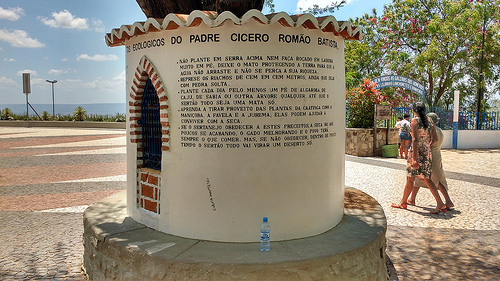 OS ECOLOGICOS DO PADRE CICERO ROMÃO BATISTA
. NÃO PLANTE EM SERRA ACIMA NEM FAÇA ROÇADO EM LADEIRA
MUITO EM PÉ, DEIXE O MATO PROTEGENDO A TERRA PARA QUE A
ÁGUA NÃO ARRASTE E NÃO SE PERCA A SUA RIQUEZA.
REPRESE OS RIACHOS DE CEM EM CEM METROS, AINDA QUE SEJA
COM PEDRA SOLTA.
PLANTE CADA DIA PELO MENOS UM PÉ DE ALGAROBA DE
CAJU, DE SABIÁ OU OUTRA ÁRVORE QUALQUER ATÉ QUE O
SERTÃO TODO SEJA UMA MATA SÓ.
APRENDA A TIRAR PROVEITO DAS PLANTAS DA CAATINGA COM A
MANIÇOBA A FAVELA E A JUREMA, ELAS PODEM AJUDAR A
CONVIVER COM A SECA.
SE O SERTANEJO OBEDECER A ESTES PRECEITOS A SECA VAI AOS
POUCOS SE ACABANDO, O GADO MELHORANDO E O POVO TERÁ
SEMPRE O QUE COMER, MAS, SE NÃO OBEDECER DENTRO DE POUCO
TEMPO O SERTÃO TODO VAI VIRAR UM DESERTO SÓ.